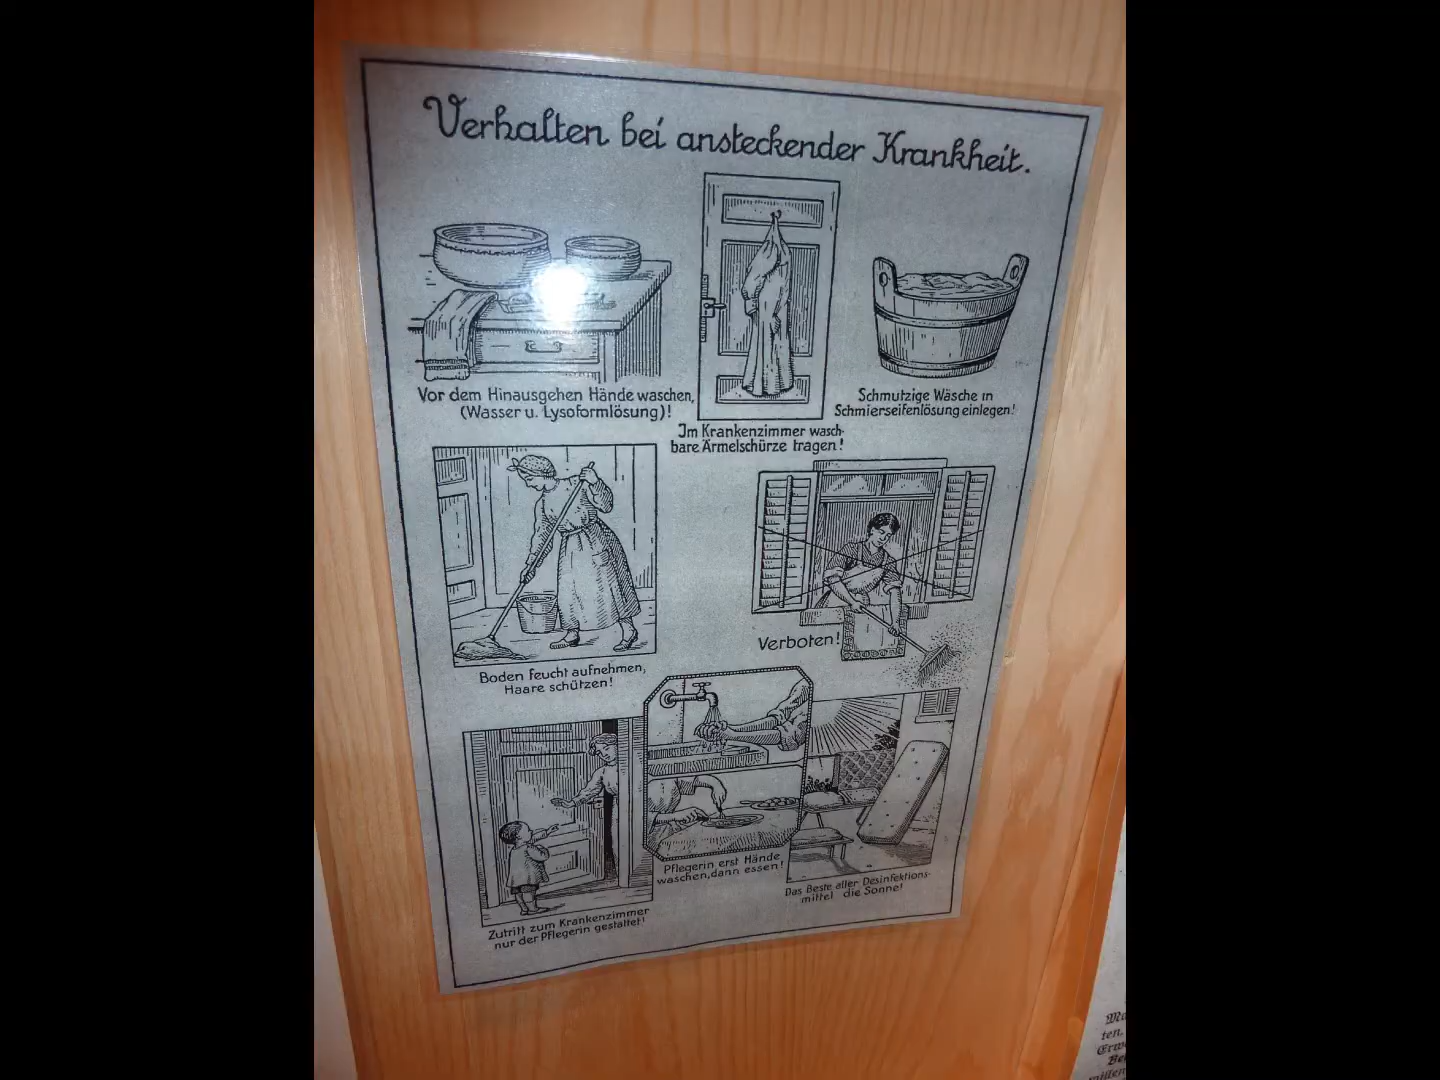 Verhalten bei ansteckender Krankheit.
Vor dem Hinausgehen Hände waschen,
(Wasser u. Lysoformlösung)!
Im Krankenzimmer wasch-
bare Ärmelschürze tragen!
Schmutzige Wäsche in
Schmierseifenlösung einlegen!
Boden feucht aufnehmen,
Haare schützen!
Verboten!
Zutritt zum Krankenzimmer
nur der Pflegerin gestattet!
Pflegerin erst Hände
waschen, dann essen!
Das Beste aller Desinfektions-
mittel die Sonne!
ten.